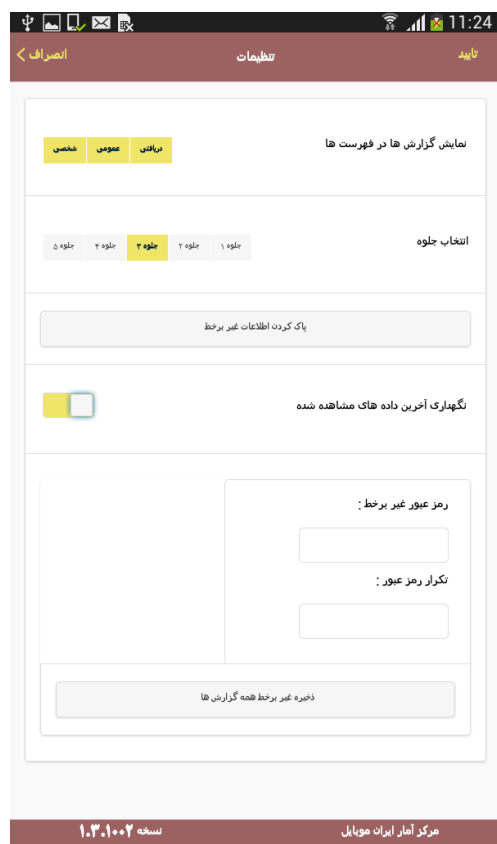 11:24
تایید
تنظیمات
انصراف
نمایش گزارش ها در فهرست ها
دریافتی عمومی شخصی
انتخاب جلوه
جلوه ۱ جلوه ۲ جلوه ۳ جلوه ۴ جلوه ۵
پاک کردن اطلاعات غیر برخط
نگهداری آخرین داده های مشاهده شده
رمز عبور غیر برخط :
تکرار رمز عبور :
ذخیره غیر برخط همه گزارش ها
مرکز آمار ایران موبایل
نسخه ۱.۳.۱۰۰۲